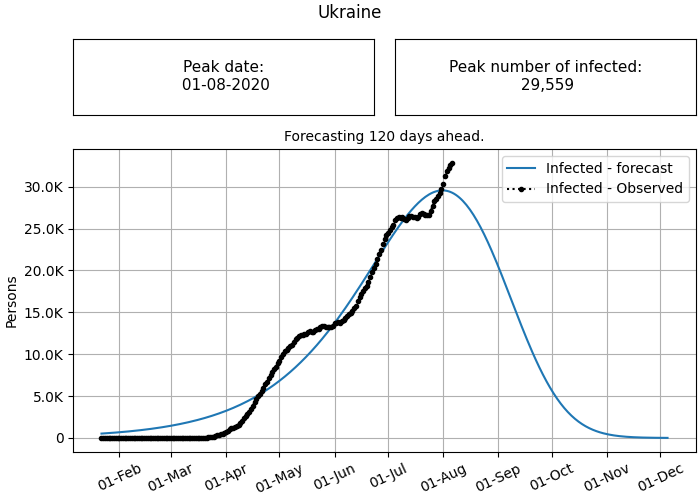 Ukraine
Peak date:
01-08-2020
Peak number of infected:
29,559
Forecasting 120 days ahead.
Infected - forecast
Infected - Observed
Persons
30.0K
25.0K
20.0K
15.0K
10.0K
5.0K
0
01-Feb
01-Mar
01-Apr
01-May
01-Jun
01-Jul
01-Aug
01-Sep
01-Oct
01-Nov
01-Dec